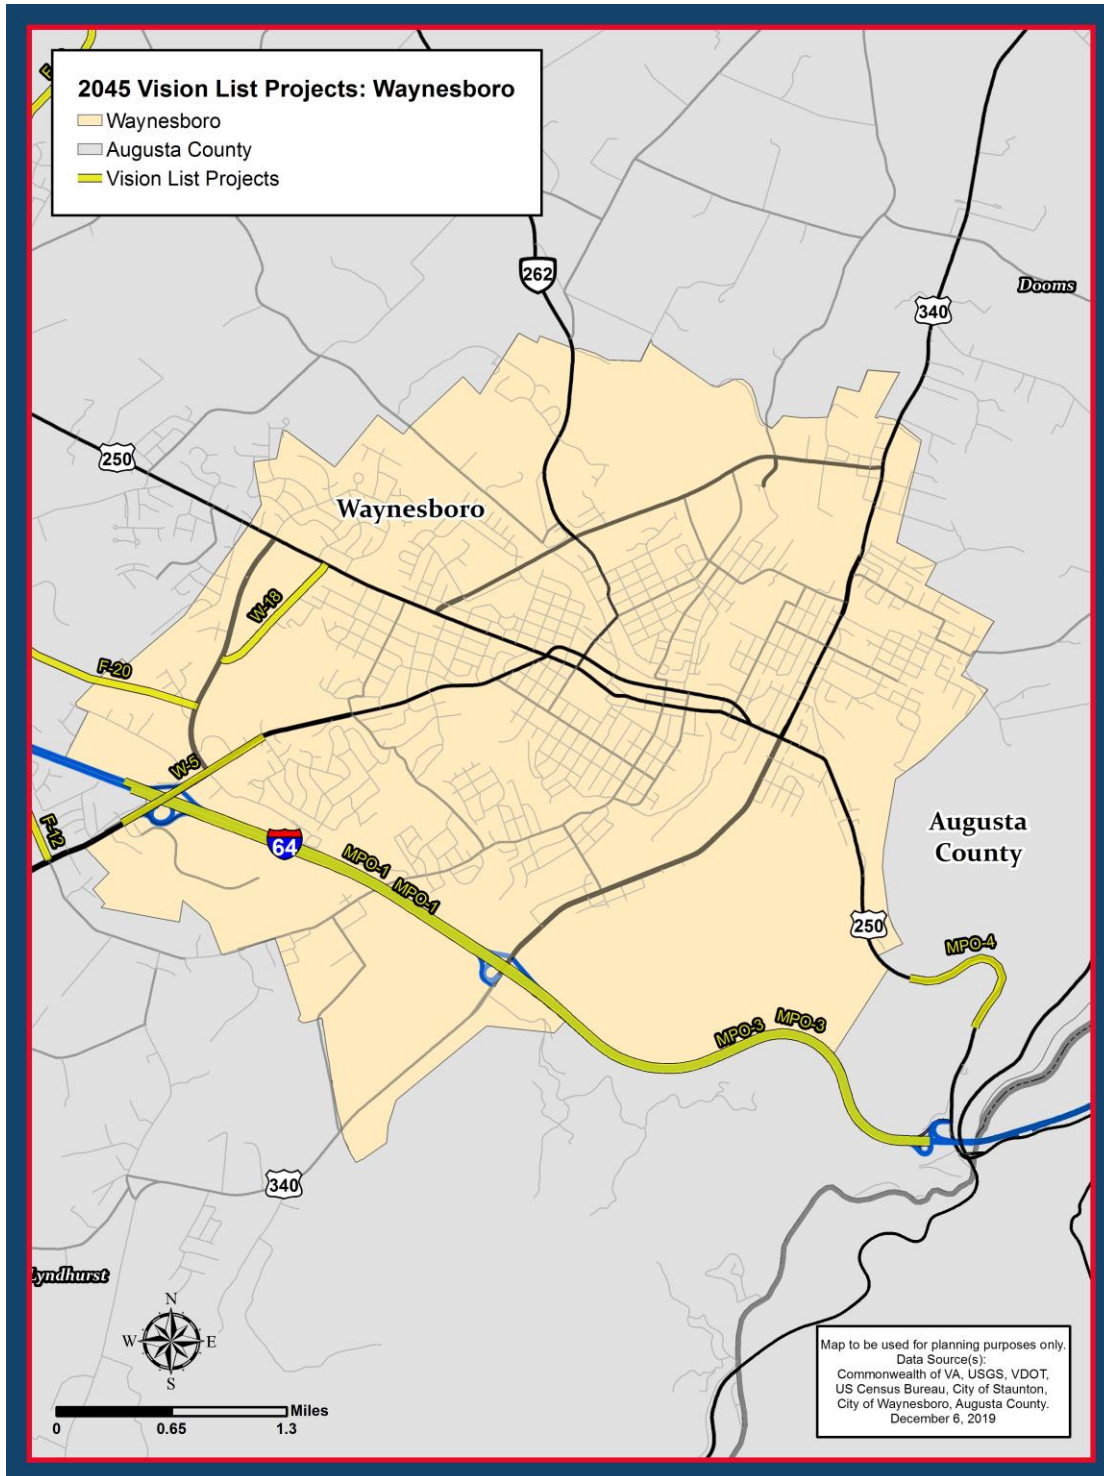 2045 Vision List Projects: Waynesboro
Waynesboro
Augusta County
Vision List Projects
262
Dooms
340
250
Waynesboro
W-18
F-20
W-5
F-12
64
MPO-1 MPO-1
Augusta
County
250
MPO-4
MPO-3 MPO-3
340
Lyndhurst
N
W E
S
Miles
0 0.65 1.3
Map to be used for planning purposes only.
Data Source(s):
Commonwealth of VA, USGS, VDOT,
US Census Bureau, City of Staunton,
City of Waynesboro, Augusta County.
December 6, 2019